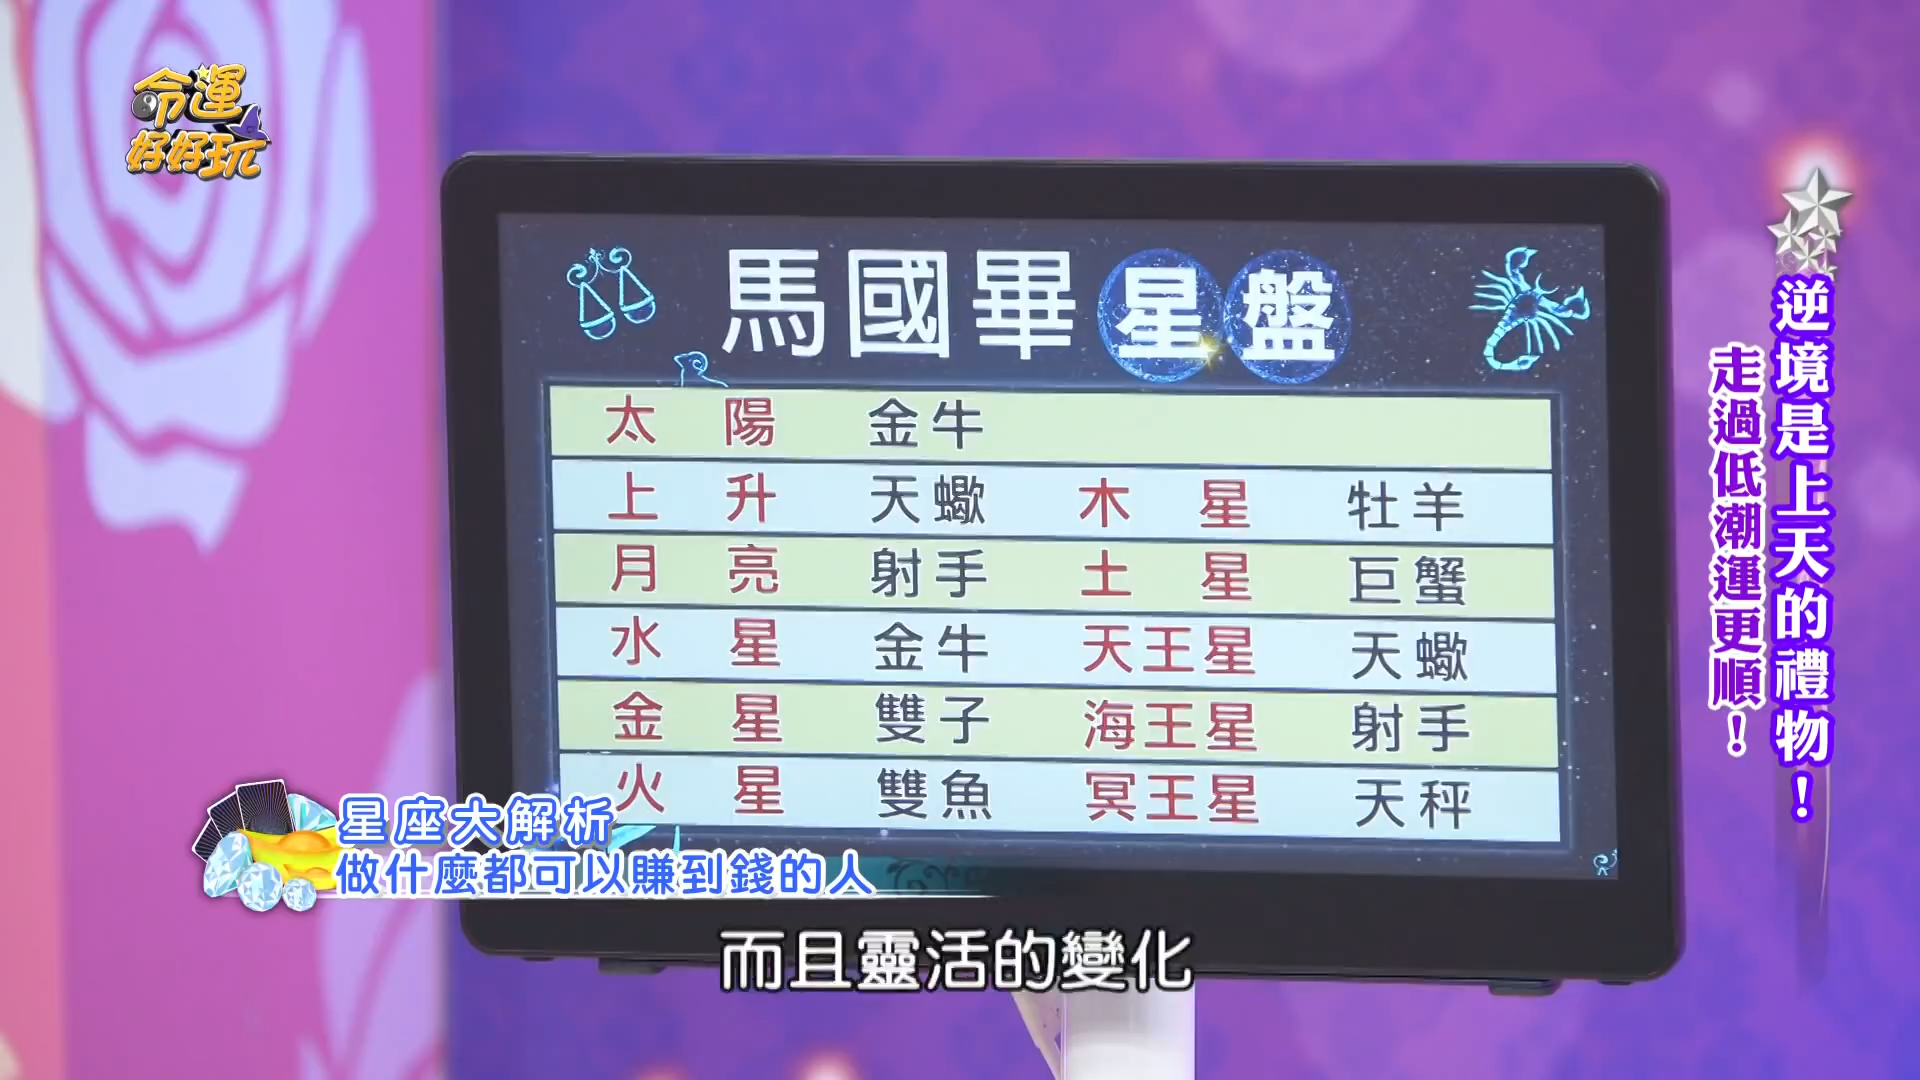 命運
好好玩
馬國畢星盤
太陽 金牛
上升 天蠍 木星 牡羊
月亮 射手 土星 巨蟹
水星 金牛 天王星 天蠍
金星 雙子 海王星 射手
火星 雙魚 冥王星 天秤
逆境是上天的禮物！
走過低潮運更順！
星座大解析
做什麼都可以賺到錢的人
而且靈活的變化